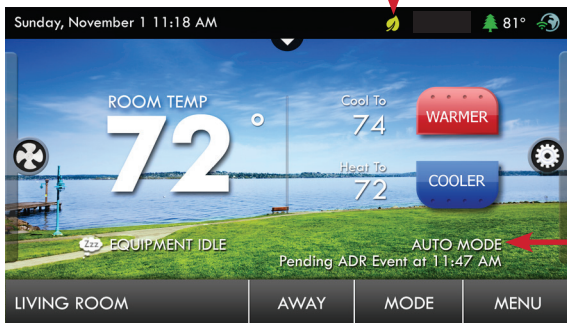 Sunday, November 1 11:18 AM
81°
ROOM TEMP
72°
Cool To
74
WARMER
Heat To
72
COOLER
Zzz EQUIPMENT IDLE
AUTO MODE
Pending ADR Event at 11:47 AM
LIVING ROOM
AWAY
MODE
MENU